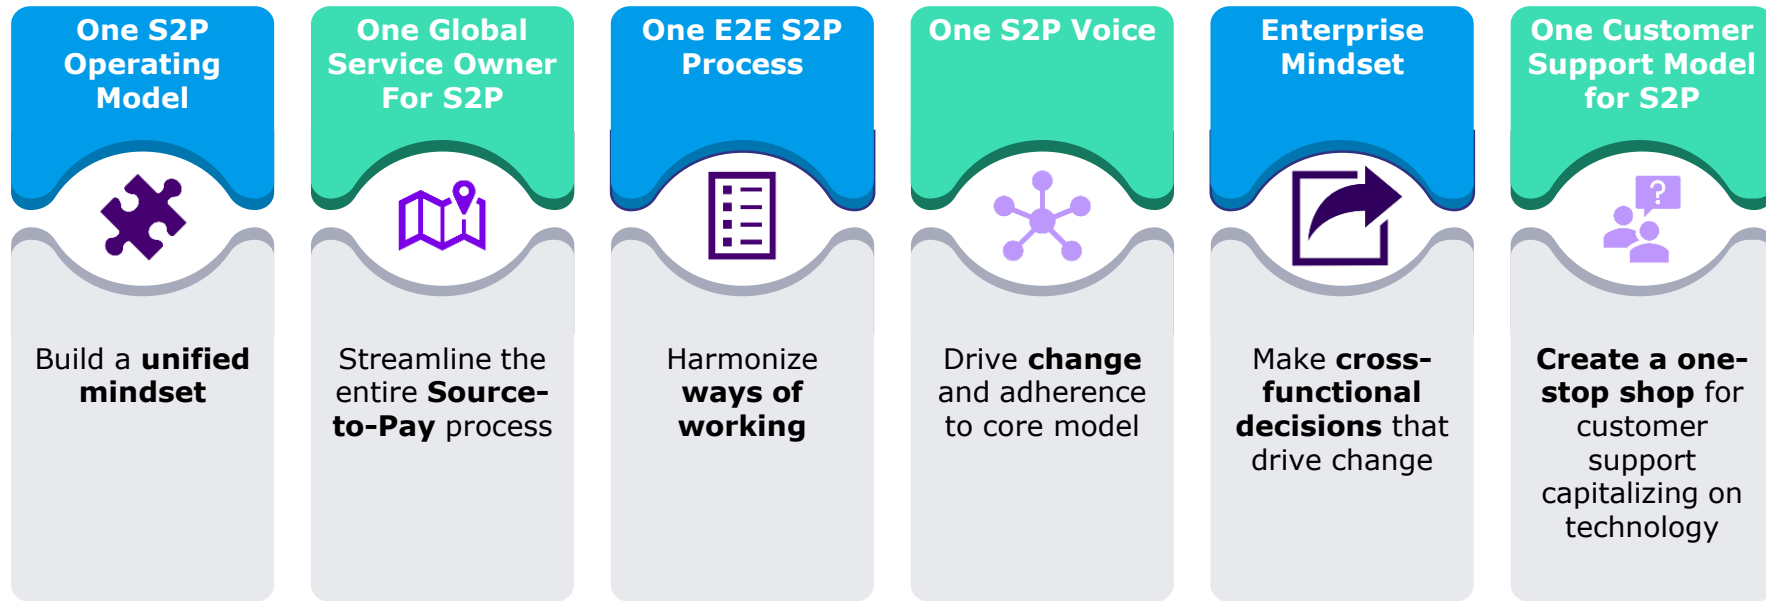 One S2P
Operating
Model
Build a unified
mindset
One Global
Service Owner
For S2P
Streamline the
entire Source-
to-Pay process
One E2E S2P
Process
Harmonize
ways of
working
One S2P Voice
Drive change
and adherence
to core model
Enterprise
Mindset
Make cross-
functional
decisions that
drive change
One Customer
Support Model
for S2P
?
Create a one-
stop shop for
customer
support
capitalizing on
technology